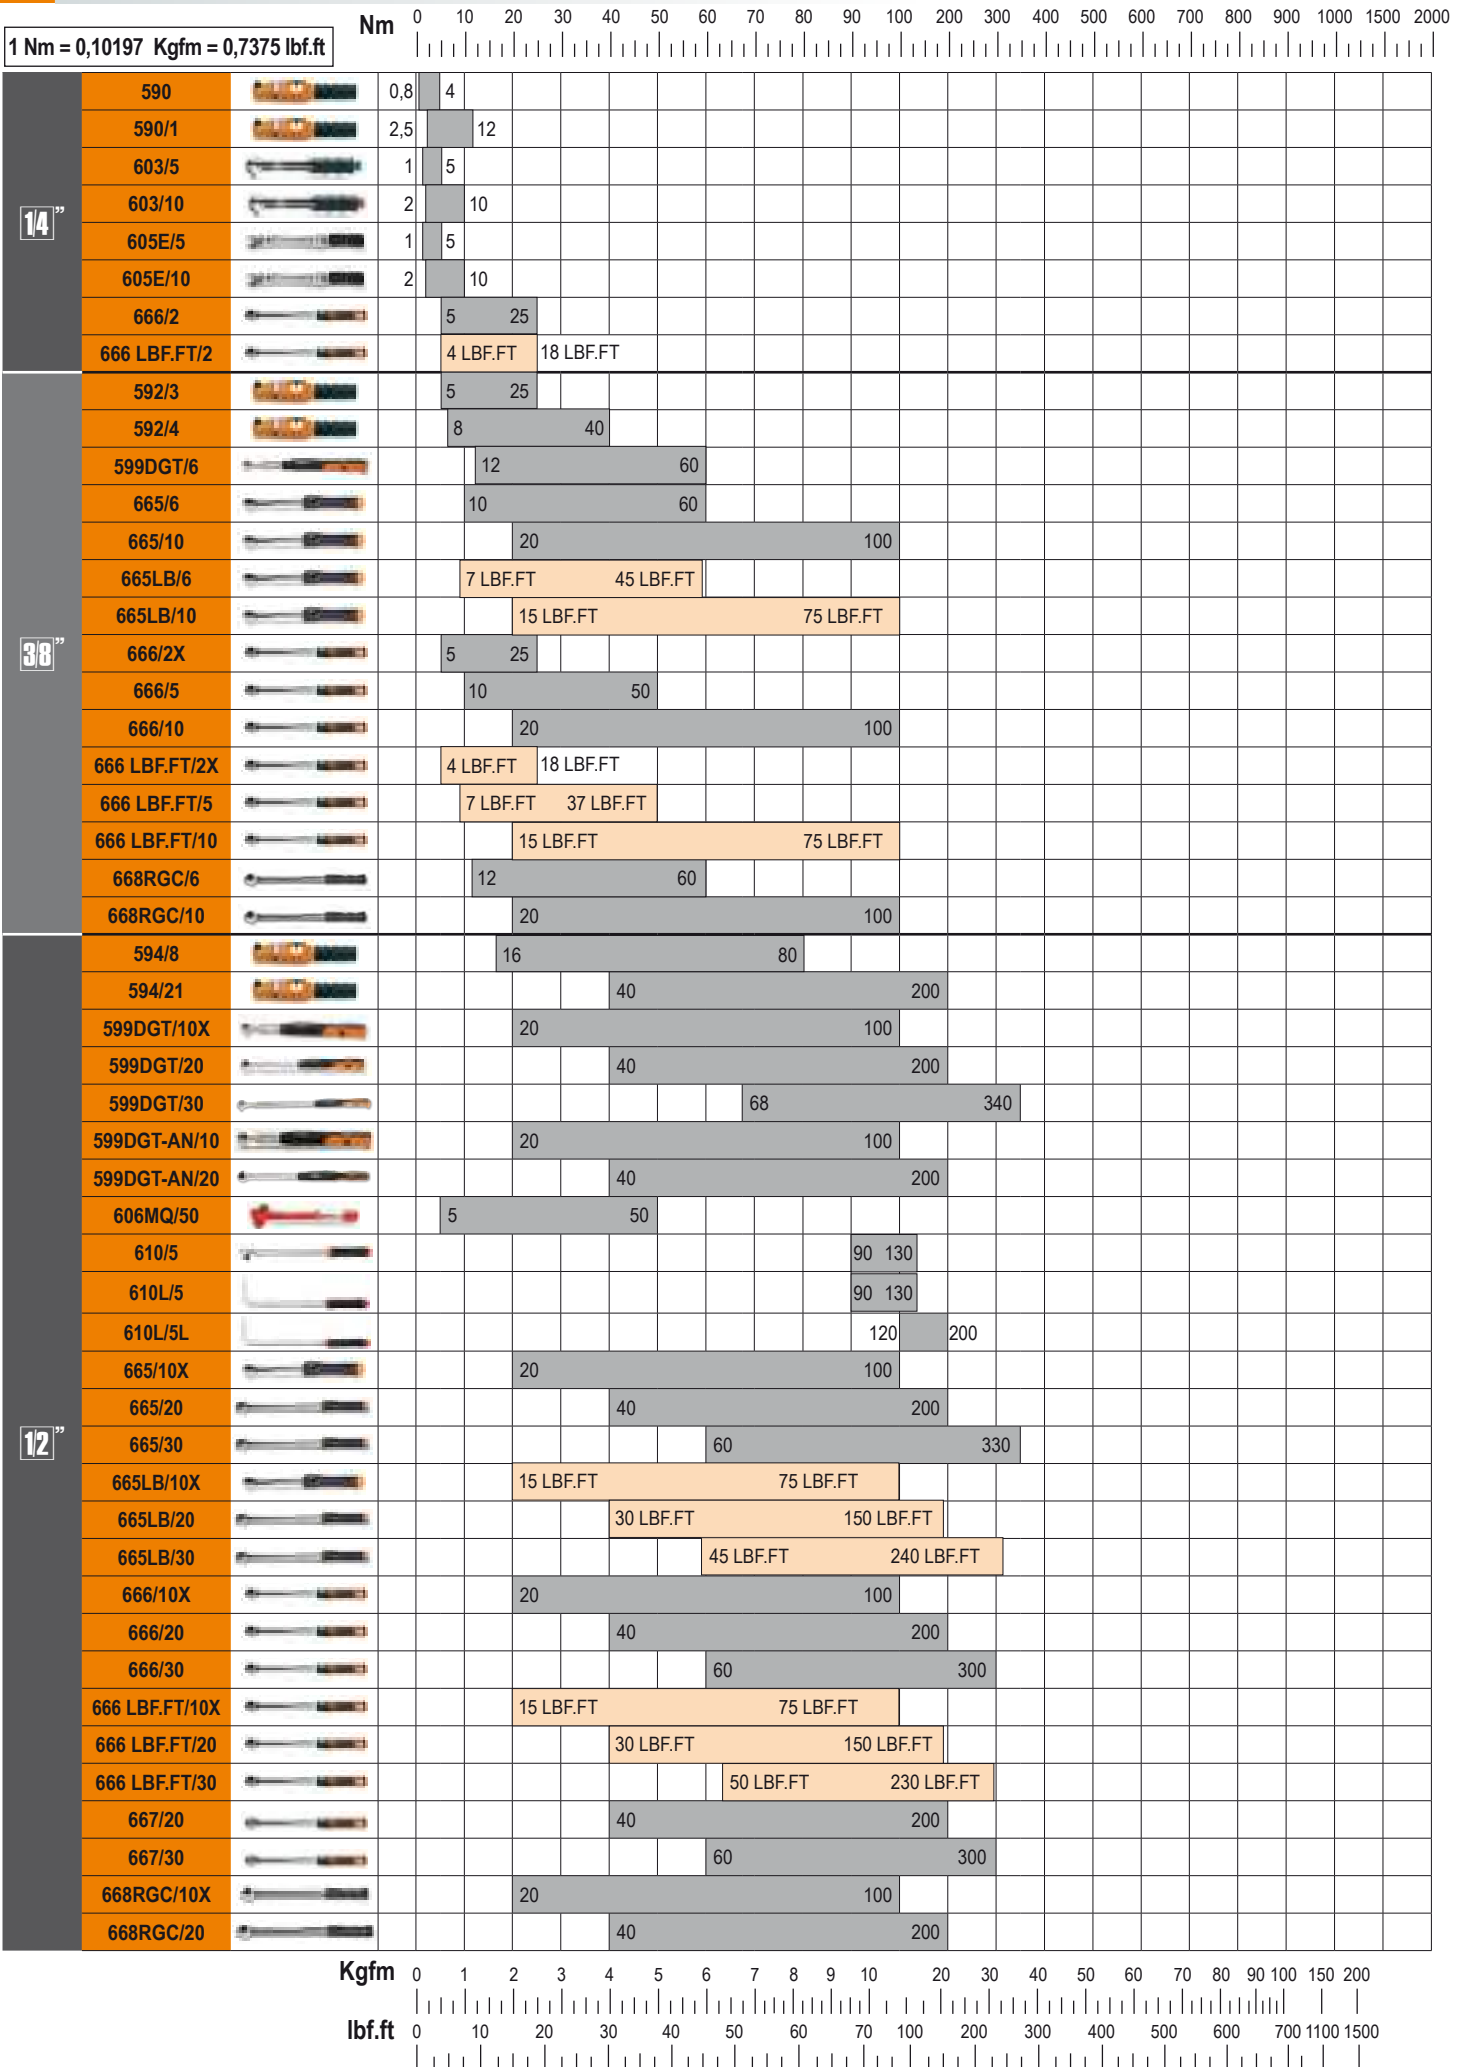 Nm 0 10 20 30 40 50 60 70 80 90 100 200 300 400 500 600 700 800 900 1000 1500 2000
1 Nm = 0,10197 Kgfm = 0,7375 lbf.ft
1/4”
590 0,8 4
590/1 2,5 12
603/5 1 5
603/10 2 10
605E/5 1 5
605E/10 2 10
666/2 5 25
666 LBF.FT/2 4 LBF.FT 18 LBF.FT
3/8”
592/3 5 25
592/4 8 40
599DGT/6 12 60
665/6 10 60
665/10 20 100
665LB/6 7 LBF.FT 45 LBF.FT
665LB/10 15 LBF.FT 75 LBF.FT
666/2X 5 25
666/5 10 50
666/10 20 100
666 LBF.FT/2X 4 LBF.FT 18 LBF.FT
666 LBF.FT/5 7 LBF.FT 37 LBF.FT
666 LBF.FT/10 15 LBF.FT 75 LBF.FT
668RGC/6 12 60
668RGC/10 20 100
1/2”
594/8 16 80
594/21 40 200
599DGT/10X 20 100
599DGT/20 40 200
599DGT/30 68 340
599DGT-AN/10 20 100
599DGT-AN/20 40 200
606MQ/50 5 50
610/5 90 130
610L/5 90 130
610L/5L 120 200
665/10X 20 100
665/20 40 200
665/30 60 330
665LB/10X 15 LBF.FT 75 LBF.FT
665LB/20 30 LBF.FT 150 LBF.FT
665LB/30 45 LBF.FT 240 LBF.FT
666/10X 20 100
666/20 40 200
666/30 60 300
666 LBF.FT/10X 15 LBF.FT 75 LBF.FT
666 LBF.FT/20 30 LBF.FT 150 LBF.FT
666 LBF.FT/30 50 LBF.FT 230 LBF.FT
667/20 40 200
667/30 60 300
668RGC/10X 20 100
668RGC/20 40 200
Kgfm 0 1 2 3 4 5 6 7 8 9 10 20 30 40 50 60 70 80 90 100 150 200
lbf.ft 0 10 20 30 40 50 60 70 100 200 300 400 500 600 700 1100 1500